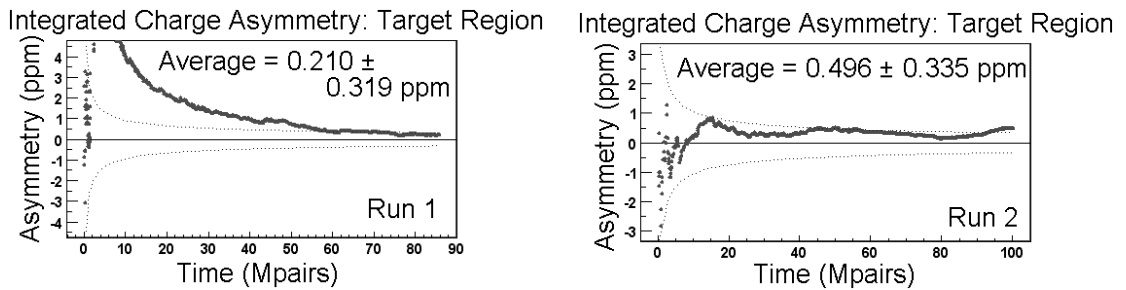 Integrated Charge Asymmetry: Target Region
Average = 0.210 ±
0.319 ppm
Asymmetry (ppm)
4
3
2
1
0
-1
-2
-3
-4
Run 1
0 10 20 30 40 50 60 70 80 90
Time (Mpairs)
Integrated Charge Asymmetry: Target Region
Average = 0.496 ± 0.335 ppm
Asymmetry (ppm)
3
2
1
0
-1
-2
-3
Run 2
0 20 40 60 80 100
Time (Mpairs)